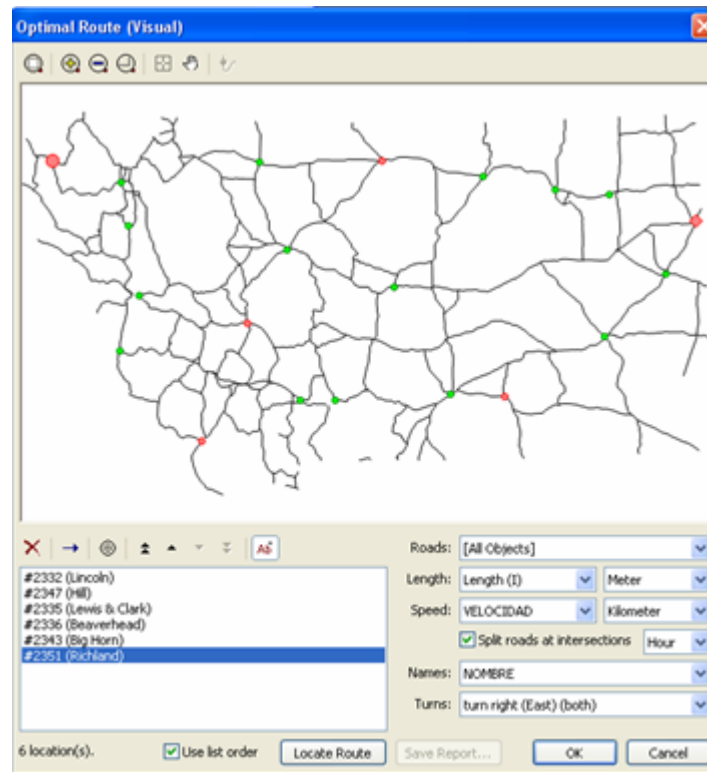 Optimal Route (Visual)
#2332 (Lincoln)
#2347 (Hill)
#2335 (Lewis & Clark)
#2336 (Beaverhead)
#2343 (Big Horn)
#2351 (Richland)
Roads: [All Objects]
Length: Length (I) Meter
Speed: VELOCIDAD Kilometer
Split roads at intersections Hour
Names: NOMBRE
Turns: turn right (East) (both)
6 location(s). Use list order Locate Route Save Report... OK Cancel